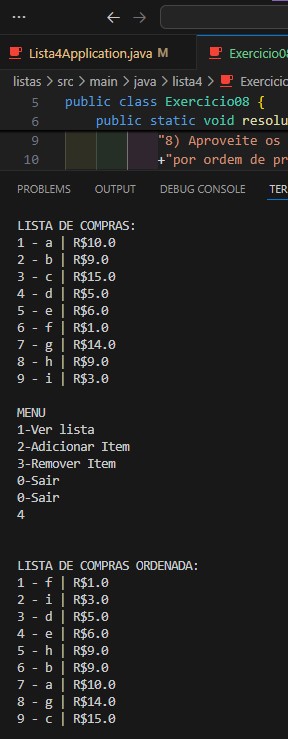 Lista4Application.java M
Exercicio08
listas > src > main > java > lista4 > Exercicio
5 public class Exercicio08 {
6 public static void resolu
9 "8) Aproveite os
10 +"por ordem de pr
PROBLEMS OUTPUT DEBUG CONSOLE TER
LISTA DE COMPRAS:
1 - a | R$10.0
2 - b | R$9.0
3 - c | R$15.0
4 - d | R$5.0
5 - e | R$6.0
6 - f | R$1.0
7 - g | R$14.0
8 - h | R$9.0
9 - i | R$3.0
MENU
1-Ver lista
2-Adicionar Item
3-Remover Item
0-Sair
0-Sair
4
LISTA DE COMPRAS ORDENADA:
1 - f | R$1.0
2 - i | R$3.0
3 - d | R$5.0
4 - e | R$6.0
5 - h | R$9.0
6 - b | R$9.0
7 - a | R$10.0
8 - g | R$14.0
9 - c | R$15.0